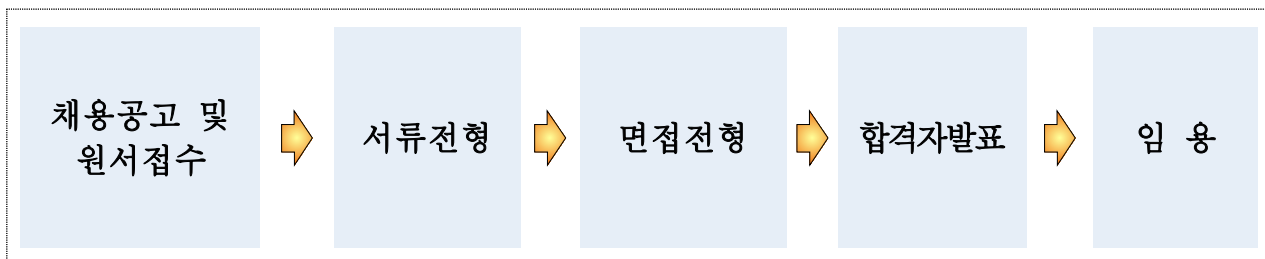 채용공고 및
원서접수
서류전형
면접전형
합격자발표
임 용